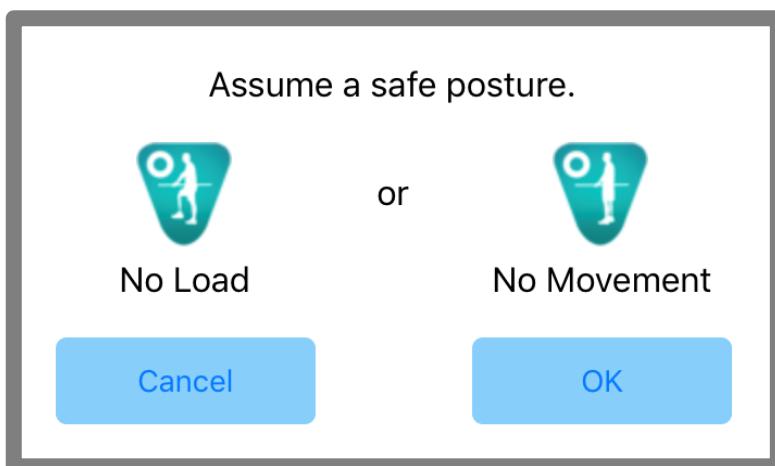 Assume a safe posture.
or
No Load
No Movement
Cancel
OK